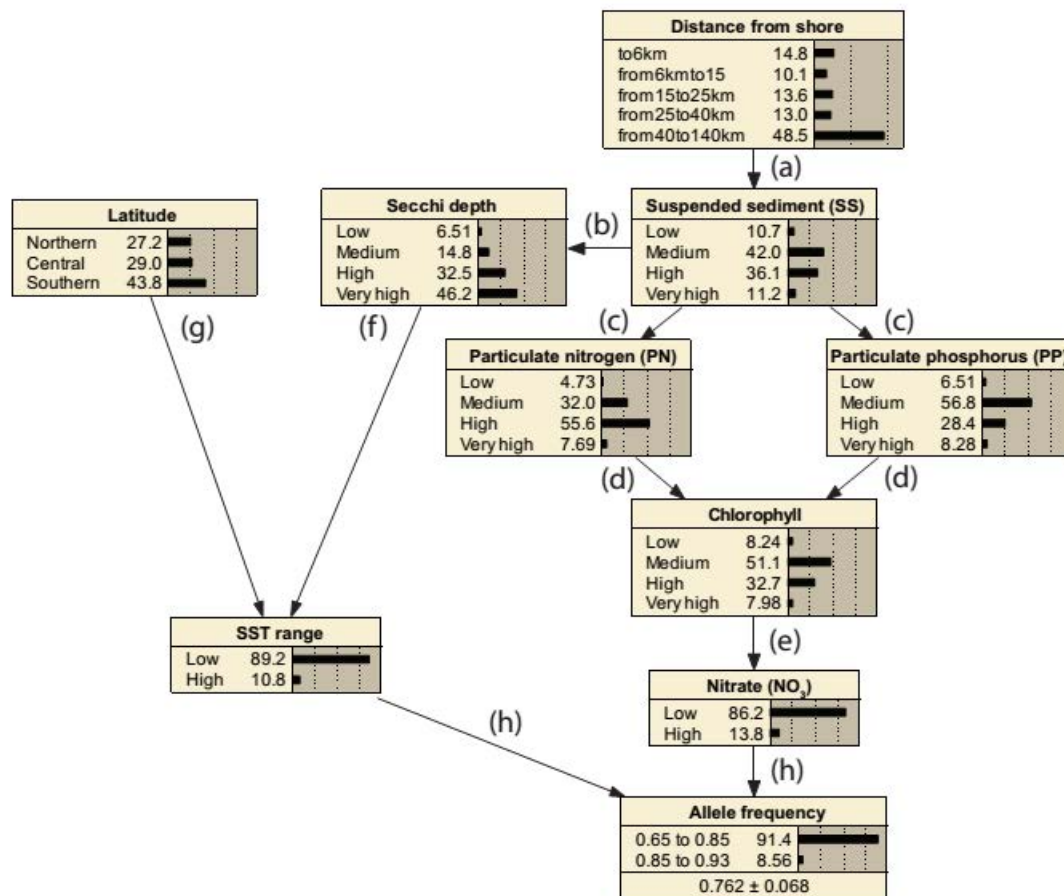 Distance from shore
to6km 14.8
from6kmto15 10.1
from15to25km 13.6
from25to40km 13.0
from40to140km 48.5
(a)
Latitude
Northern 27.2
Central 29.0
Southern 43.8
(g)
Secchi depth
Low 6.51
Medium 14.8
High 32.5
Very high 46.2
(f)
(b)
Suspended sediment (SS)
Low 10.7
Medium 42.0
High 36.1
Very high 11.2
(c)
(c)
Particulate nitrogen (PN)
Low 4.73
Medium 32.0
High 55.6
Very high 7.69
(d)
Particulate phosphorus (PP)
Low 6.51
Medium 56.8
High 28.4
Very high 8.28
(d)
Chlorophyll
Low 8.24
Medium 51.1
High 32.7
Very high 7.98
(e)
SST range
Low 89.2
High 10.8
(h)
Nitrate (NO₃)
Low 86.2
High 13.8
(h)
Allele frequency
0.65 to 0.85 91.4
0.85 to 0.93 8.56
0.762 ± 0.068